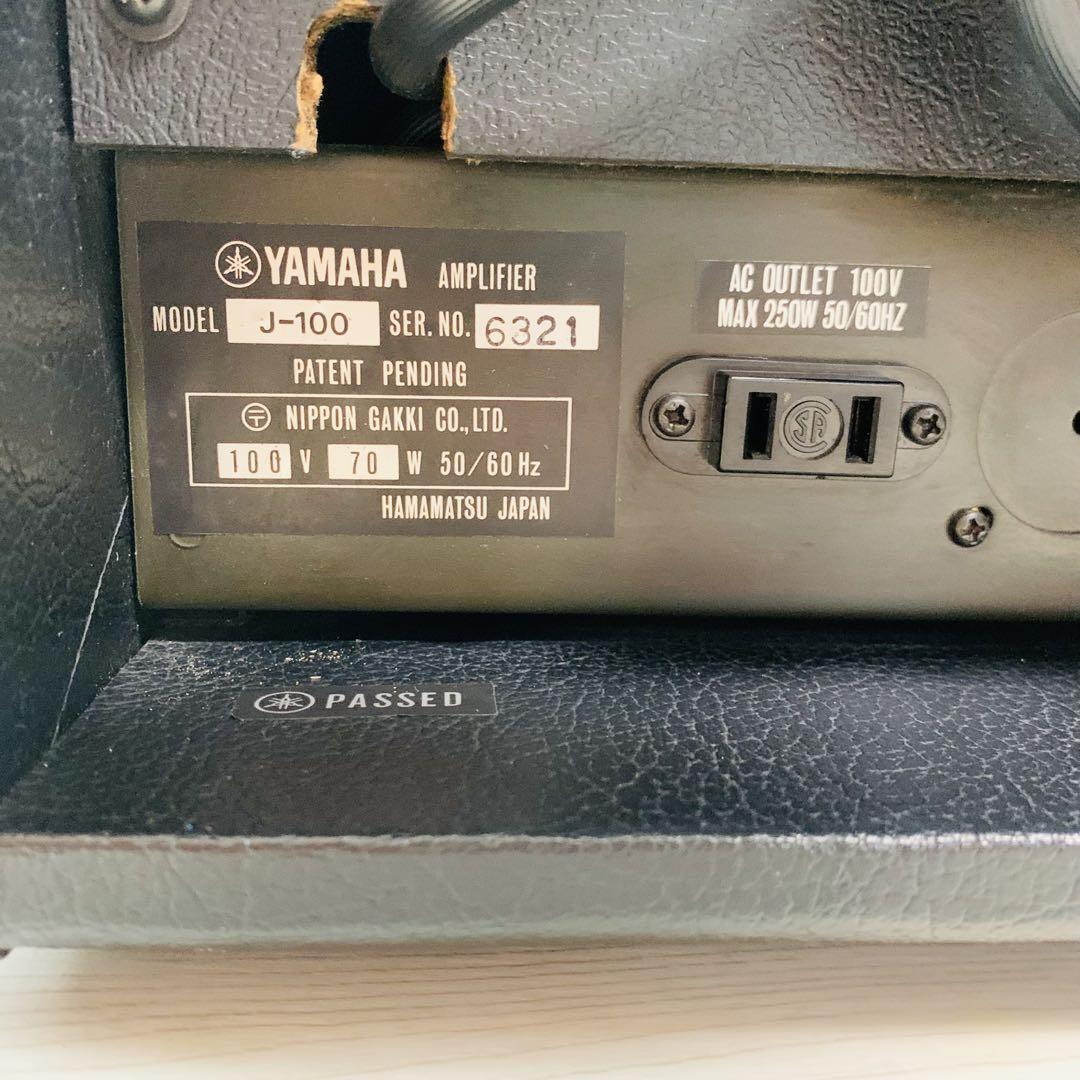 YAMAHA AMPLIFIER
MODEL J-100 SER. NO. 6321
PATENT PENDING
〒 NIPPON GAKKI CO., LTD.
100 V 70 W 50/60 Hz
HAMAMATSU JAPAN
AC OUTLET 100V
MAX 250W 50/60HZ
PASSED